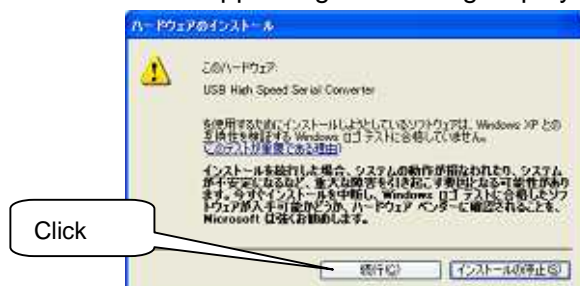 ハードウェアのインストール
このハードウェア:
USB High Speed Serial Converter
を使用するためにインストールしようとしているソフトウェアは、Windows XP との
互換性を検証する Windows ロゴ テストに合格していません。
(このテストが重要である理由)
インストールを続行した場合、システムの動作が損なわれたり、システム
が不安定になるなど、重大な障害を引き起こす要因となる可能性があり
ます。今すぐインストールを中断し、Windows ロゴ テストに合格したソフ
トウェアが入手可能かどうか、ハードウェア ベンダーに確認されることを、
Microsoft は強くお勧めします。
Click
続行(C)
インストールの停止(S)